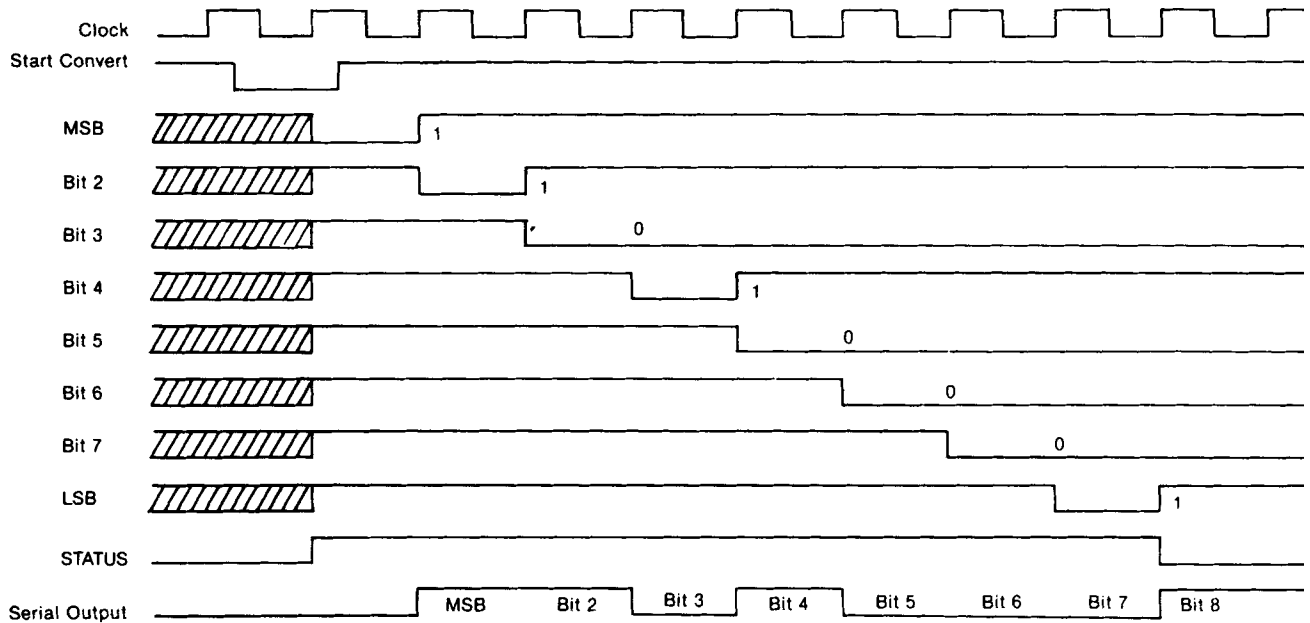 Clock
Start Convert
MSB
1
Bit 2
1
Bit 3
0
Bit 4
1
Bit 5
0
Bit 6
0
Bit 7
0
LSB
1
STATUS
Serial Output MSB Bit 2 Bit 3 Bit 4 Bit 5 Bit 6 Bit 7 Bit 8